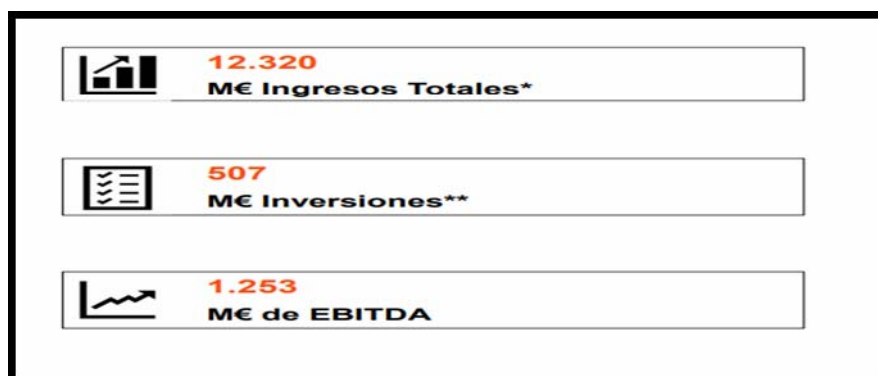 12.320
M€ Ingresos Totales*
507
M€ Inversiones**
1.253
M€ de EBITDA